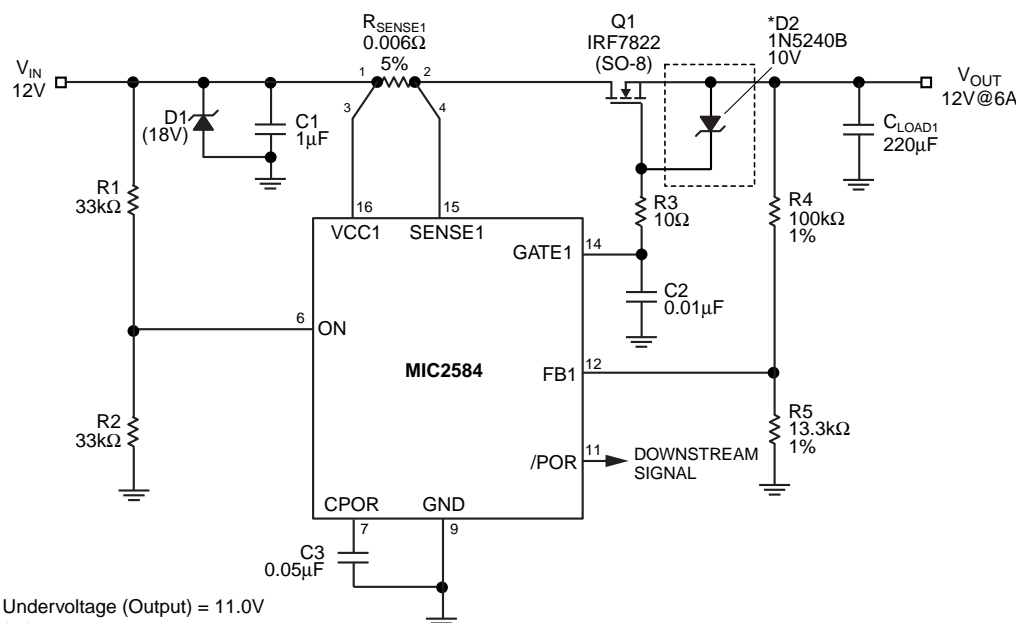 R_SENSE1
0.006Ω
5%
Q1
IRF7822
(SO-8)
*D2
1N5240B
10V
V_IN
12V
1
2
3
4
V_OUT
12V@6A
D1
(18V)
C1
1µF
C_LOAD1
220µF
R1
33kΩ
16
15
VCC1
SENSE1
R3
10Ω
R4
100kΩ
1%
GATE1
14
C2
0.01µF
6
ON
MIC2584
FB1
12
R2
33kΩ
R5
13.3kΩ
1%
/POR
11
DOWNSTREAM
SIGNAL
CPOR
GND
7
9
C3
0.05µF
Undervoltage (Output) = 11.0V